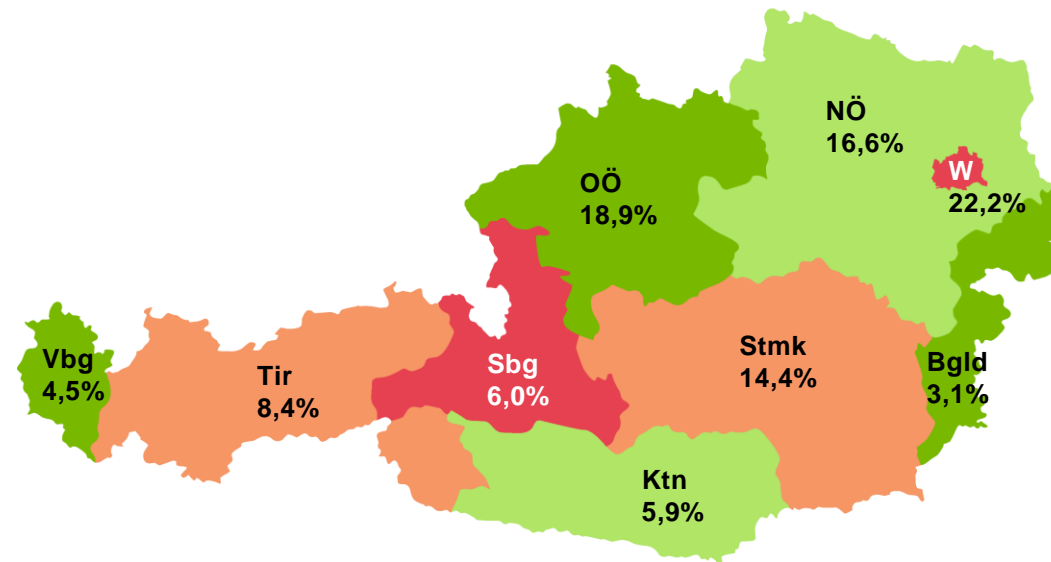 NÖ
16,6%
W
22,2%
OÖ
18,9%
Stmk
14,4%
Bgld
3,1%
Vbg
4,5%
Tir
8,4%
Sbg
6,0%
Ktn
5,9%